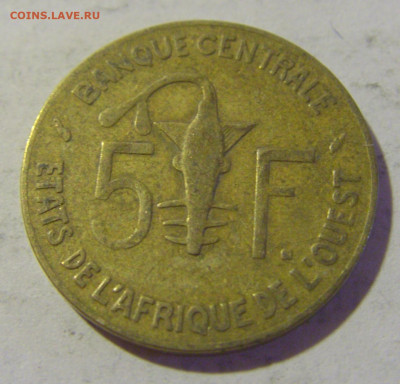 COINS.LAVE.RU
BANQUE CENTRALE
5 F
ETATS DE L'AFRIQUE DE L'OUEST